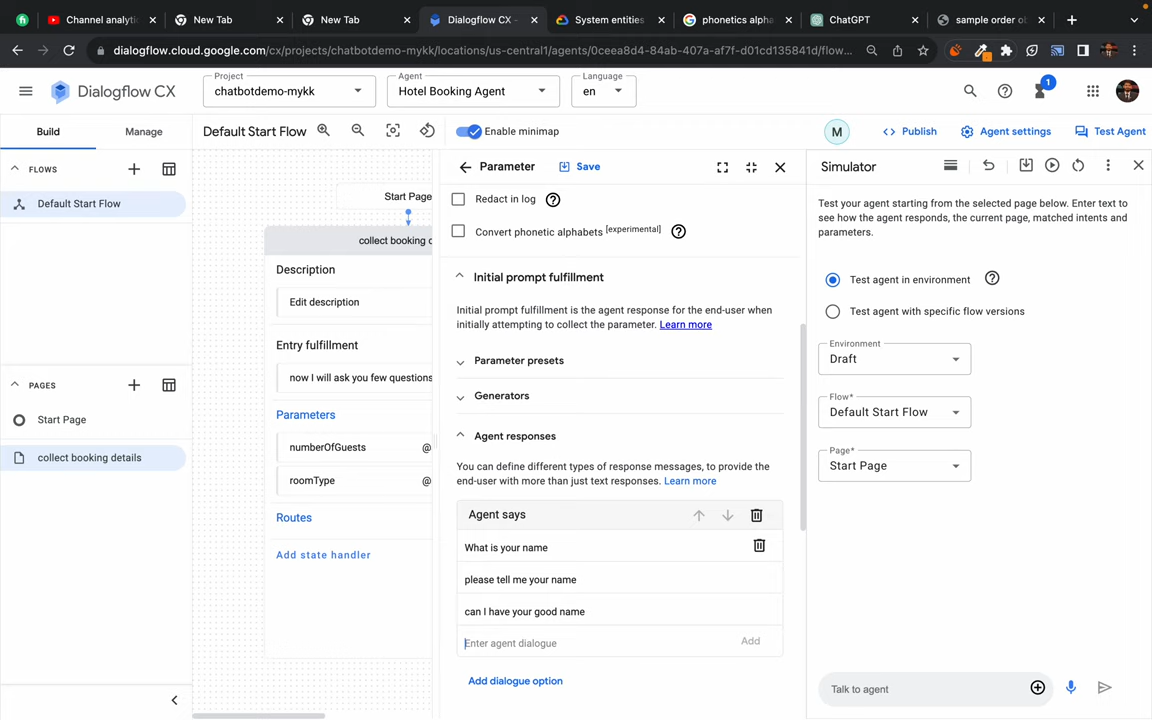 Channel analytic
New Tab
New Tab
Dialogflow CX -
System entities
phonetics alpha
ChatGPT
sample order ob
dialogflow.cloud.google.com/cx/projects/chatbotdemo-mykk/locations/us-central1/agents/0ceea8d4-84ab-407a-af7f-d01cd135841d/flow...
Dialogflow CX
Project
chatbotdemo-mykk
Agent
Hotel Booking Agent
Language
en
1
Build
Manage
Default Start Flow
Enable minimap
M
Publish
Agent settings
Test Agent
FLOWS
Default Start Flow
PAGES
Start Page
collect booking details
Start Page
collect booking d
Description
Edit description
Entry fulfillment
now I will ask you few questions
Parameters
numberOfGuests @
roomType @
Routes
Add state handler
Parameter
Save
Redact in log
Convert phonetic alphabets [experimental]
Initial prompt fulfillment
Initial prompt fulfillment is the agent response for the end-user when
initially attempting to collect the parameter. Learn more
Parameter presets
Generators
Agent responses
You can define different types of response messages, to provide the
end-user with more than just text responses. Learn more
Agent says
What is your name
please tell me your name
can I have your good name
Enter agent dialogue
Add
Add dialogue option
Simulator
Test your agent starting from the selected page below. Enter text to
see how the agent responds, the current page, matched intents and
parameters.
Test agent in environment
Test agent with specific flow versions
Environment
Draft
Flow*
Default Start Flow
Page*
Start Page
Talk to agent